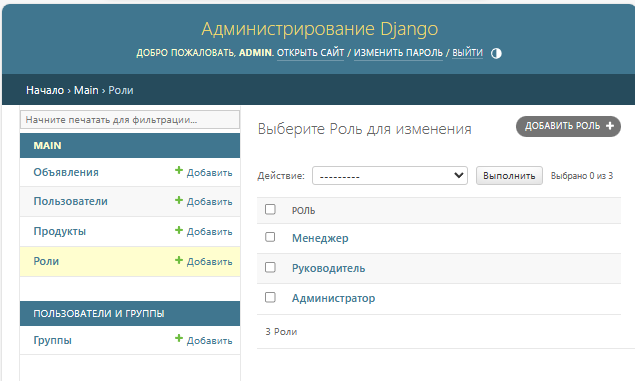 Администрирование Django
ДОБРО ПОЖАЛОВАТЬ, ADMIN. ОТКРЫТЬ САЙТ / ИЗМЕНИТЬ ПАРОЛЬ / ВЫЙТИ
Начало › Main › Роли
Начните печатать для фильтрации...
MAIN
Объявления + Добавить
Пользователи + Добавить
Продукты + Добавить
Роли + Добавить
ПОЛЬЗОВАТЕЛИ И ГРУППЫ
Группы + Добавить
Выберите Роль для изменения
ДОБАВИТЬ РОЛЬ +
Действие: --------- Выполнить Выбрано 0 из 3
РОЛЬ
Менеджер
Руководитель
Администратор
3 Роли